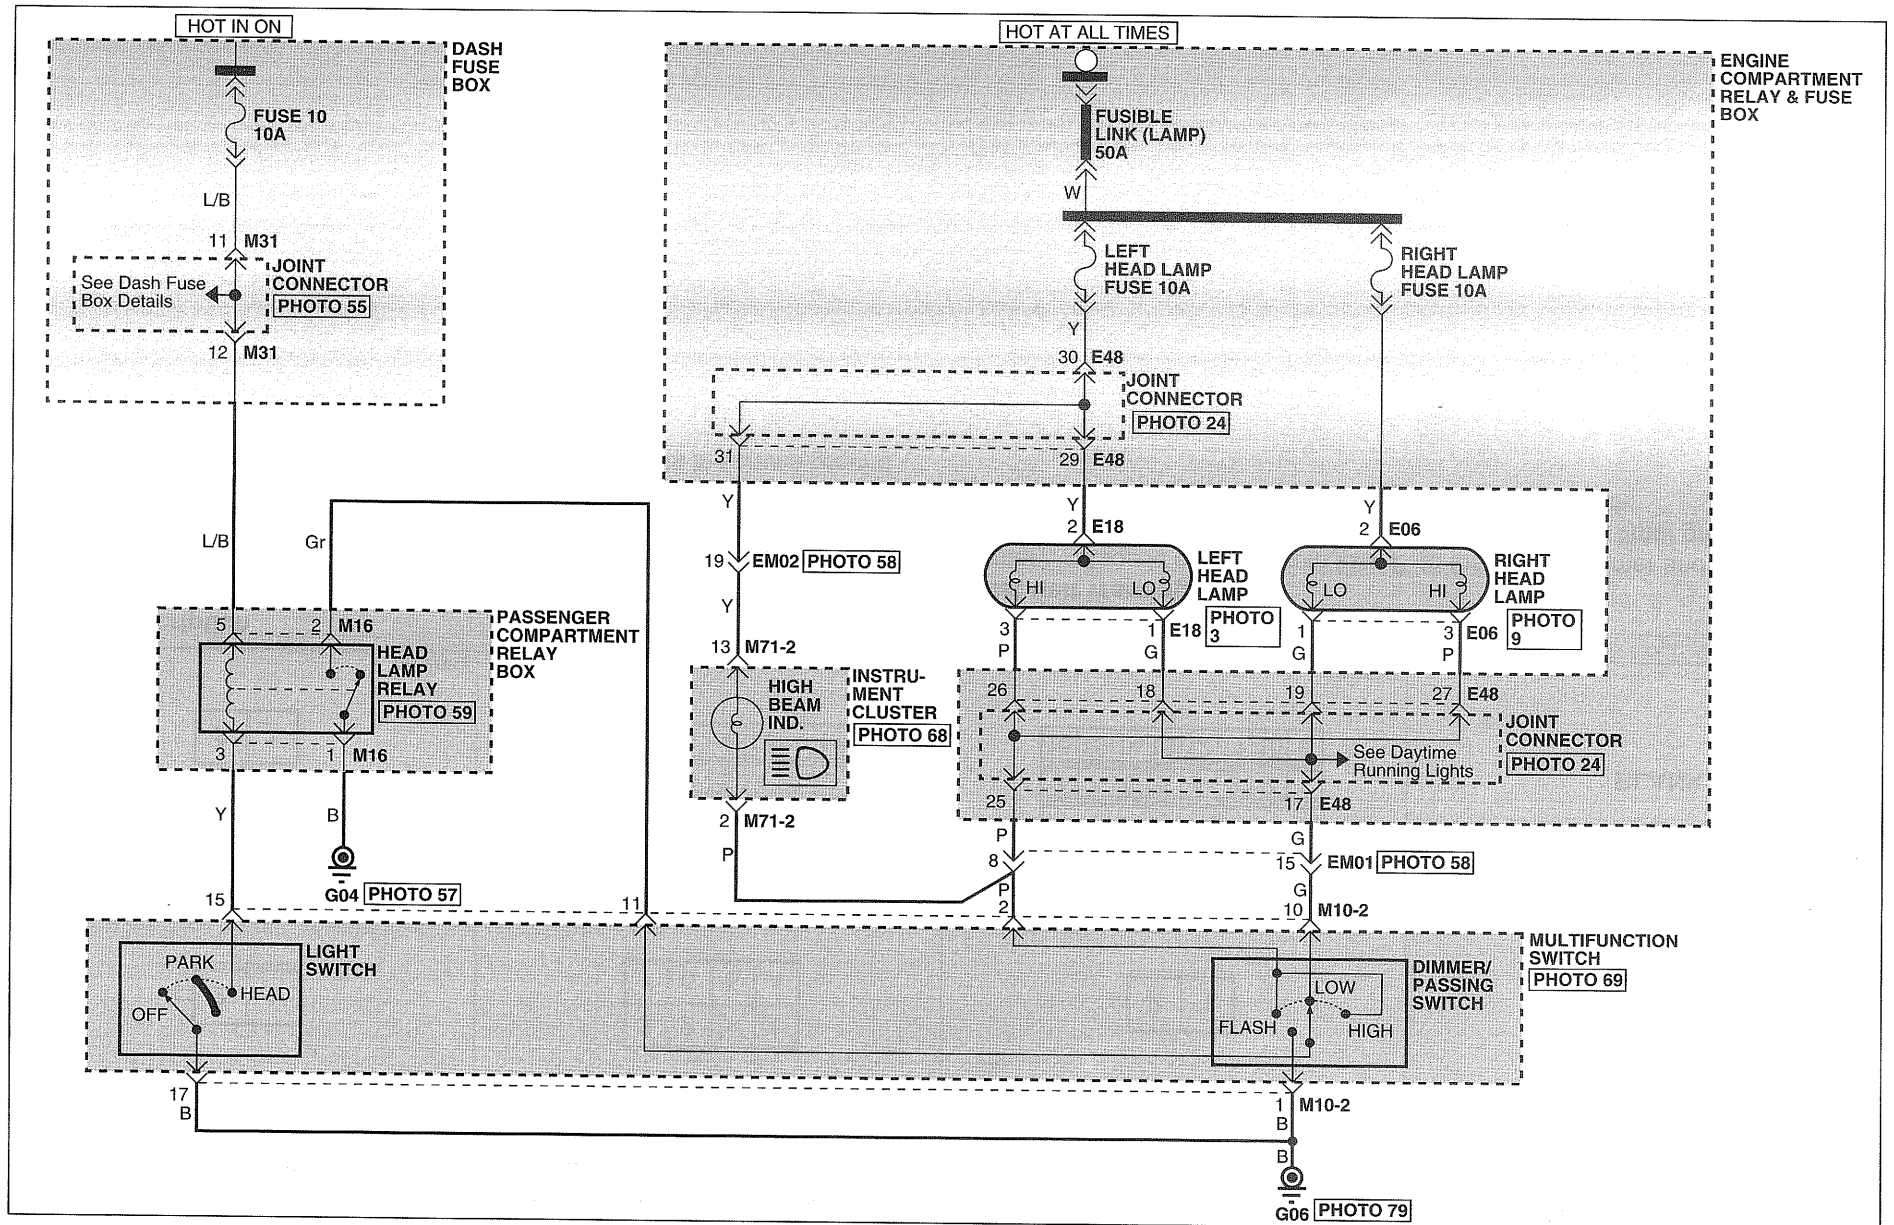 HOT IN ON
DASH
FUSE
BOX
FUSE 10
10A
L/B
11 M31
JOINT
CONNECTOR
PHOTO 55
See Dash Fuse
Box Details
12 M31
HOT AT ALL TIMES
ENGINE
COMPARTMENT
RELAY & FUSE
BOX
FUSIBLE
LINK (LAMP)
50A
W
LEFT
HEAD LAMP
FUSE 10A
RIGHT
HEAD LAMP
FUSE 10A
Y
30 E48
JOINT
CONNECTOR
PHOTO 24
31
29 E48
L/B
Gr
Y
Y
Y
2 E18
2 E06
19 EM02 PHOTO 58
Y
HI
LO
LEFT
HEAD
LAMP
PHOTO
3
LO
HI
RIGHT
HEAD
LAMP
PHOTO
9
3
1 E18
1
3 E06
P
G
G
P
5
2 M16
PASSENGER
COMPARTMENT
RELAY
BOX
HEAD
LAMP
RELAY
PHOTO 59
3
1 M16
13 M71-2
HIGH
BEAM
IND.
INSTRU-
MENT
CLUSTER
PHOTO 68
2 M71-2
26
18
19
27 E48
JOINT
CONNECTOR
PHOTO 24
See Daytime
Running Lights
25
17 E48
Y
B
P
P
G
8
15 EM01 PHOTO 58
P
G
G04 PHOTO 57
15
11
2
10 M10-2
MULTIFUNCTION
SWITCH
PHOTO 69
LIGHT
SWITCH
PARK
HEAD
OFF
DIMMER/
PASSING
SWITCH
LOW
FLASH
HIGH
17
B
1 M10-2
B
B
G06 PHOTO 79